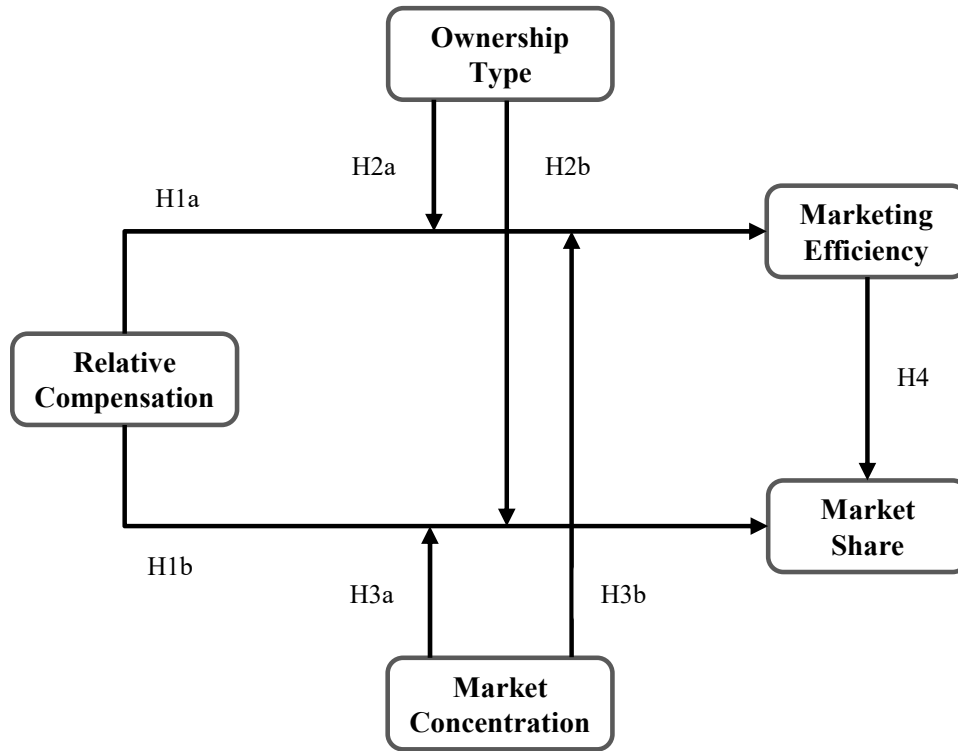 Ownership
Type
H2a
H2b
H1a
Marketing
Efficiency
Relative
Compensation
H4
Market
Share
H1b
H3a
H3b
Market
Concentration